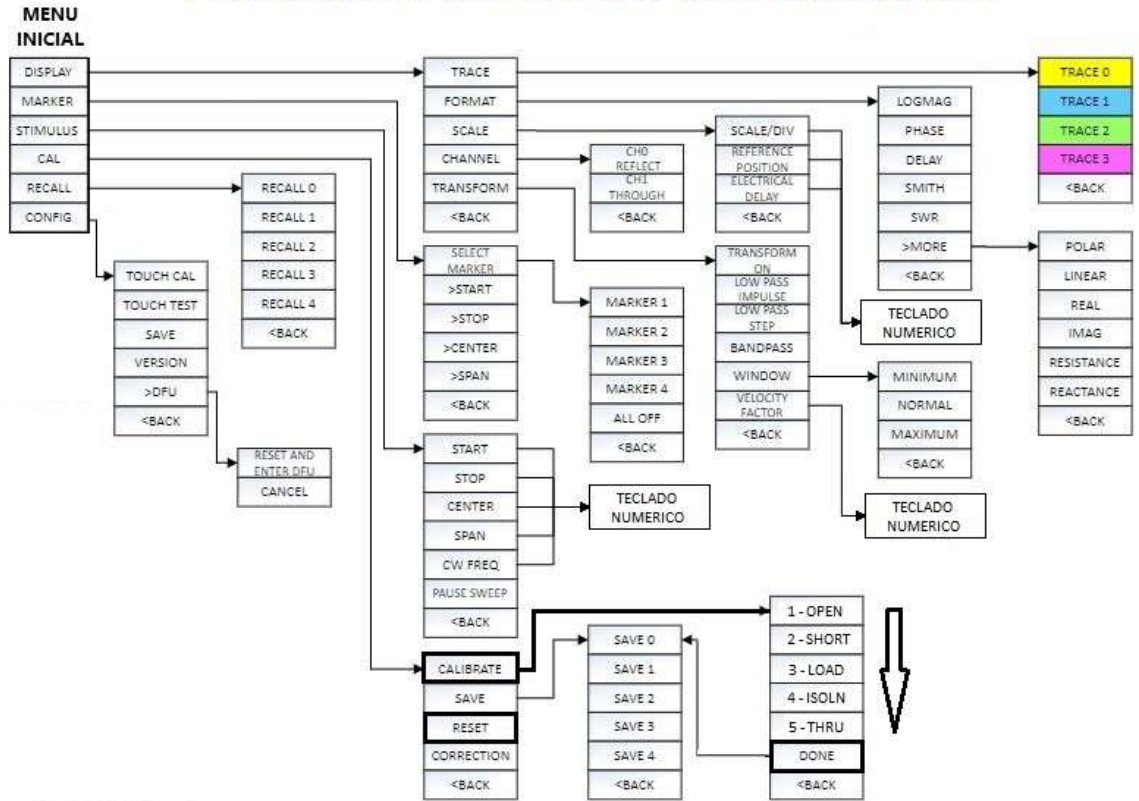 MENU
INICIAL
DISPLAY
MARKER
STIMULUS
CAL
RECALL
CONFIG
RECALL 0
RECALL 1
RECALL 2
RECALL 3
RECALL 4
<BACK
TOUCH CAL
TOUCH TEST
SAVE
VERSION
>DFU
<BACK
RESET AND
ENTER DFU
CANCEL
TRACE
FORMAT
SCALE
CHANNEL
TRANSFORM
<BACK
SELECT
MARKER
>START
>STOP
>CENTER
>SPAN
<BACK
START
STOP
CENTER
SPAN
CW FREQ
PAUSE SWEEP
<BACK
CALIBRATE
SAVE
RESET
CORRECTION
<BACK
CH0
REFLECT
CH1
THROUGH
<BACK
MARKER 1
MARKER 2
MARKER 3
MARKER 4
ALL OFF
<BACK
TECLADO
NUMERICO
SAVE 0
SAVE 1
SAVE 2
SAVE 3
SAVE 4
<BACK
SCALE/DIV
REFERENCE
POSITION
ELECTRICAL
DELAY
<BACK
TRANSFORM
ON
LOW PASS
IMPULSE
LOW PASS
STEP
BANDPASS
WINDOW
VELOCITY
FACTOR
<BACK
1 - OPEN
2 - SHORT
3 - LOAD
4 - ISOLN
5 - THRU
DONE
<BACK
LOGMAG
PHASE
DELAY
SMITH
SWR
>MORE
<BACK
TECLADO
NUMERICO
MINIMUM
NORMAL
MAXIMUM
<BACK
TECLADO
NUMERICO
TRACE 0
TRACE 1
TRACE 2
TRACE 3
<BACK
POLAR
LINEAR
REAL
IMAG
RESISTANCE
REACTANCE
<BACK